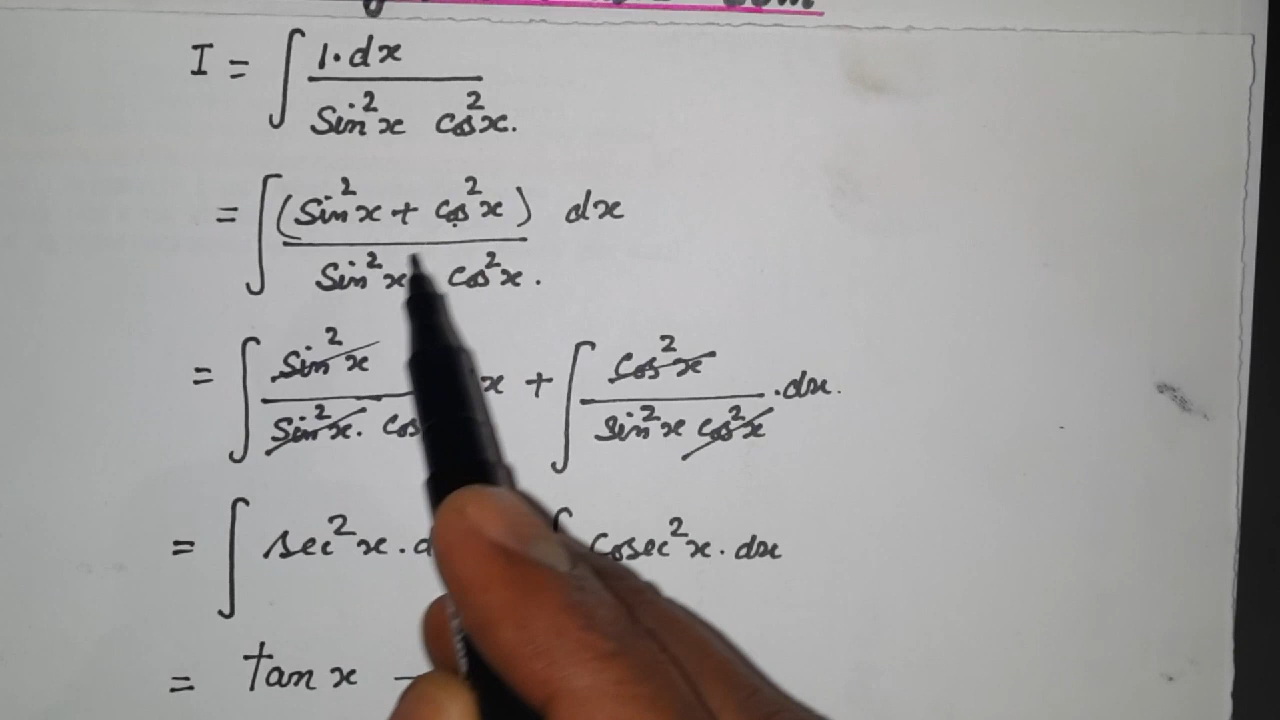 I = ∫ 1·dx / Sin²x cos²x.
= ∫ (Sin²x + cos²x) / Sin²x cos²x. dx
= ∫ Sin²x / Sin²x. cos x + ∫ cos²x / Sin²x cos²x .dx.
= ∫ sec²x. d ∫ cosec²x. dx
= tan x –